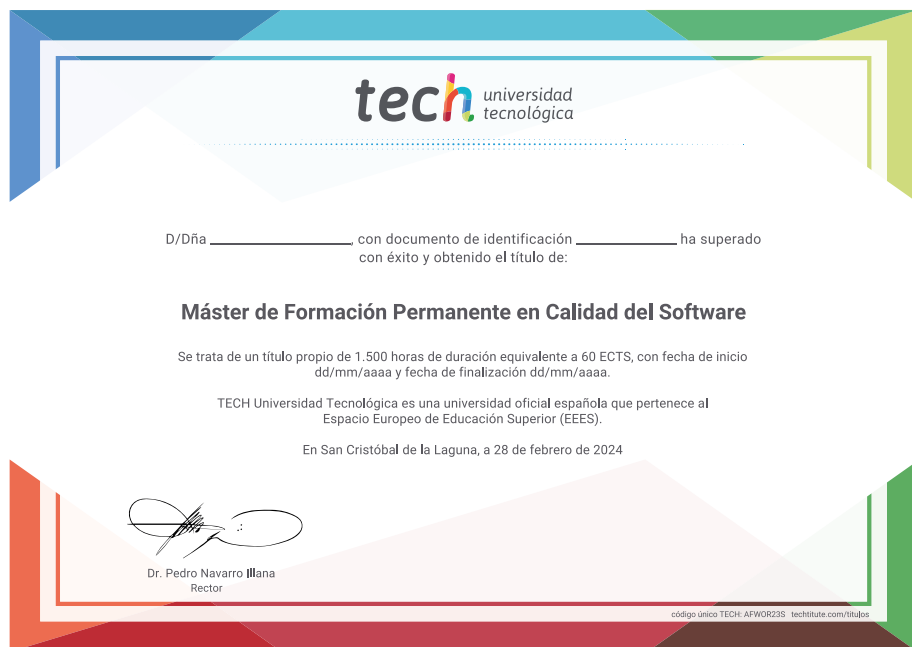 tech universidad
tecnológica
D/Dña ________________, con documento de identificación ____________ ha superado
con éxito y obtenido el título de:
Máster de Formación Permanente en Calidad del Software
Se trata de un título propio de 1.500 horas de duración equivalente a 60 ECTS, con fecha de inicio
dd/mm/aaaa y fecha de finalización dd/mm/aaaa.
TECH Universidad Tecnológica es una universidad oficial española que pertenece al
Espacio Europeo de Educación Superior (EEES).
En San Cristóbal de la Laguna, a 28 de febrero de 2024
Dr. Pedro Navarro Illana
Rector
código único TECH: AFWOR23S techtitute.com/titulos